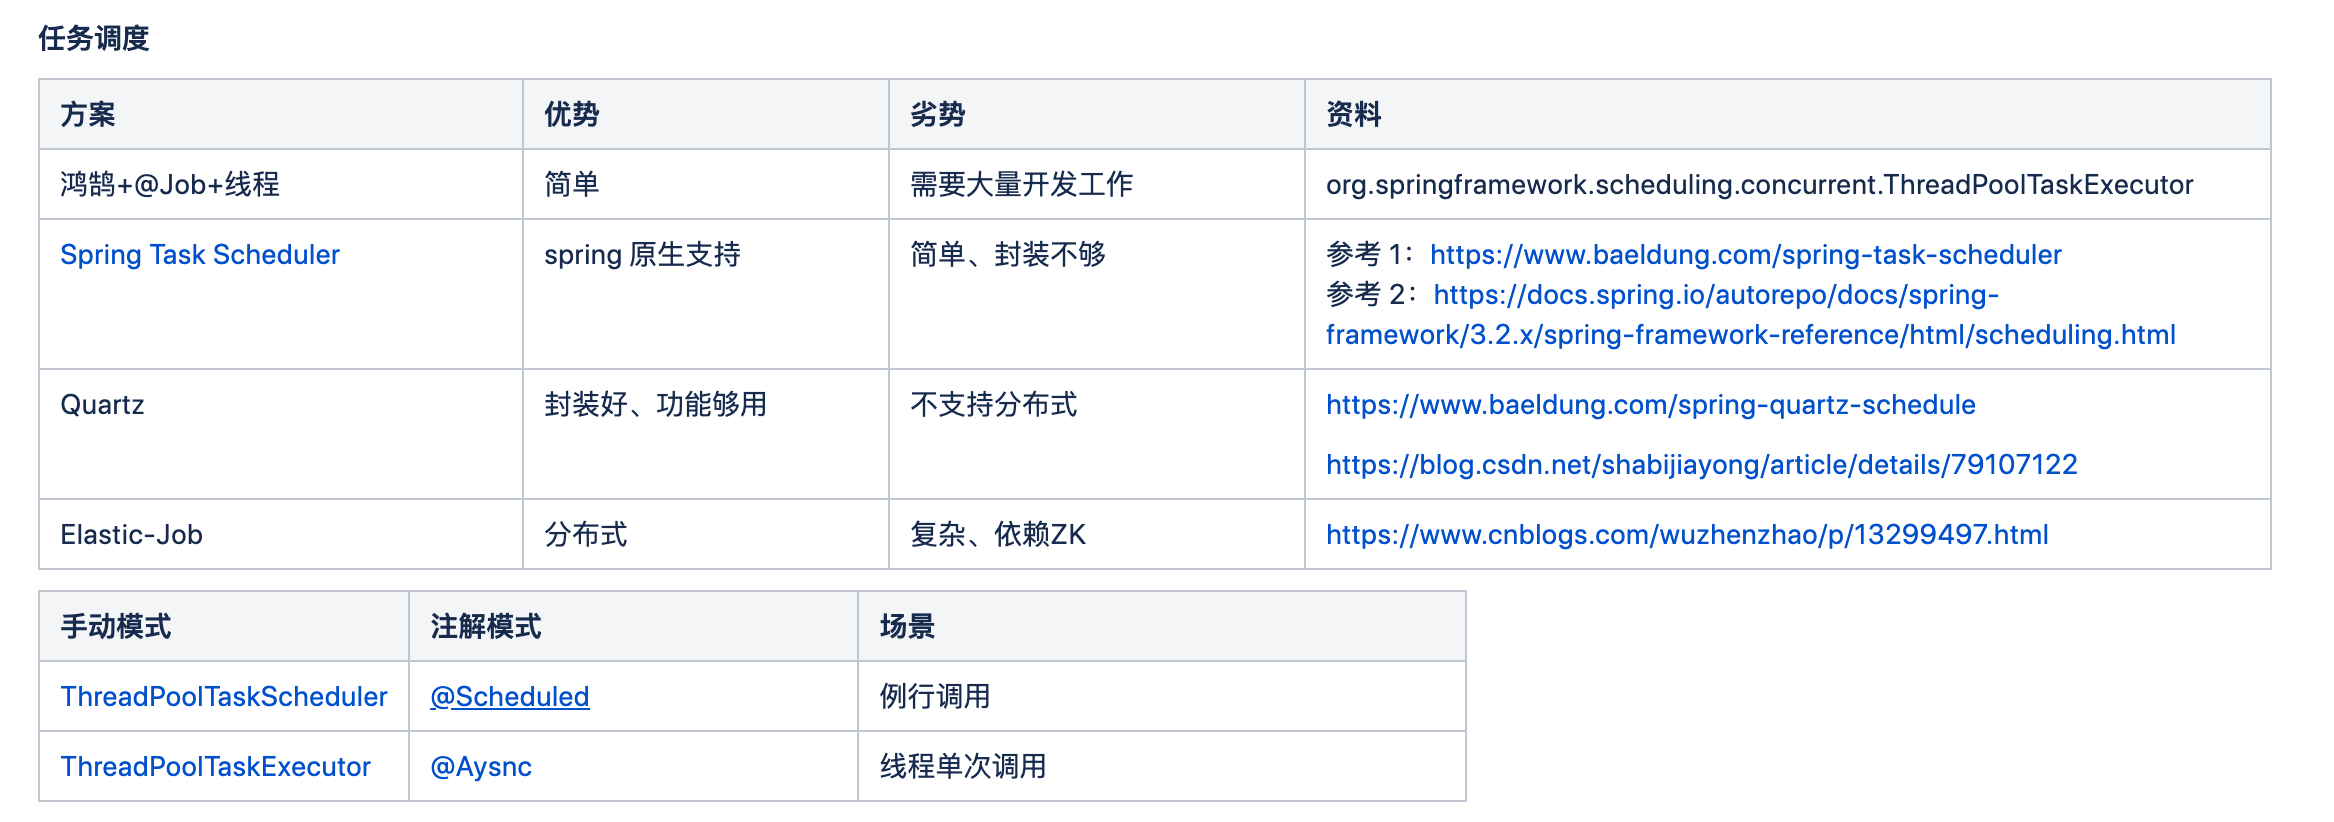 任务调度
方案 优势 劣势 资料
鸿鹄+@Job+线程 简单 需要大量开发工作 org.springframework.scheduling.concurrent.ThreadPoolTaskExecutor
Spring Task Scheduler spring 原生支持 简单、封装不够 参考 1：https://www.baeldung.com/spring-task-scheduler
参考 2：https://docs.spring.io/autorepo/docs/spring-
framework/3.2.x/spring-framework-reference/html/scheduling.html
Quartz 封装好、功能够用 不支持分布式 https://www.baeldung.com/spring-quartz-schedule
https://blog.csdn.net/shabijiayong/article/details/79107122
Elastic-Job 分布式 复杂、依赖ZK https://www.cnblogs.com/wuzhenzhao/p/13299497.html
手动模式 注解模式 场景
ThreadPoolTaskScheduler @Scheduled 例行调用
ThreadPoolTaskExecutor @Aysnc 线程单次调用